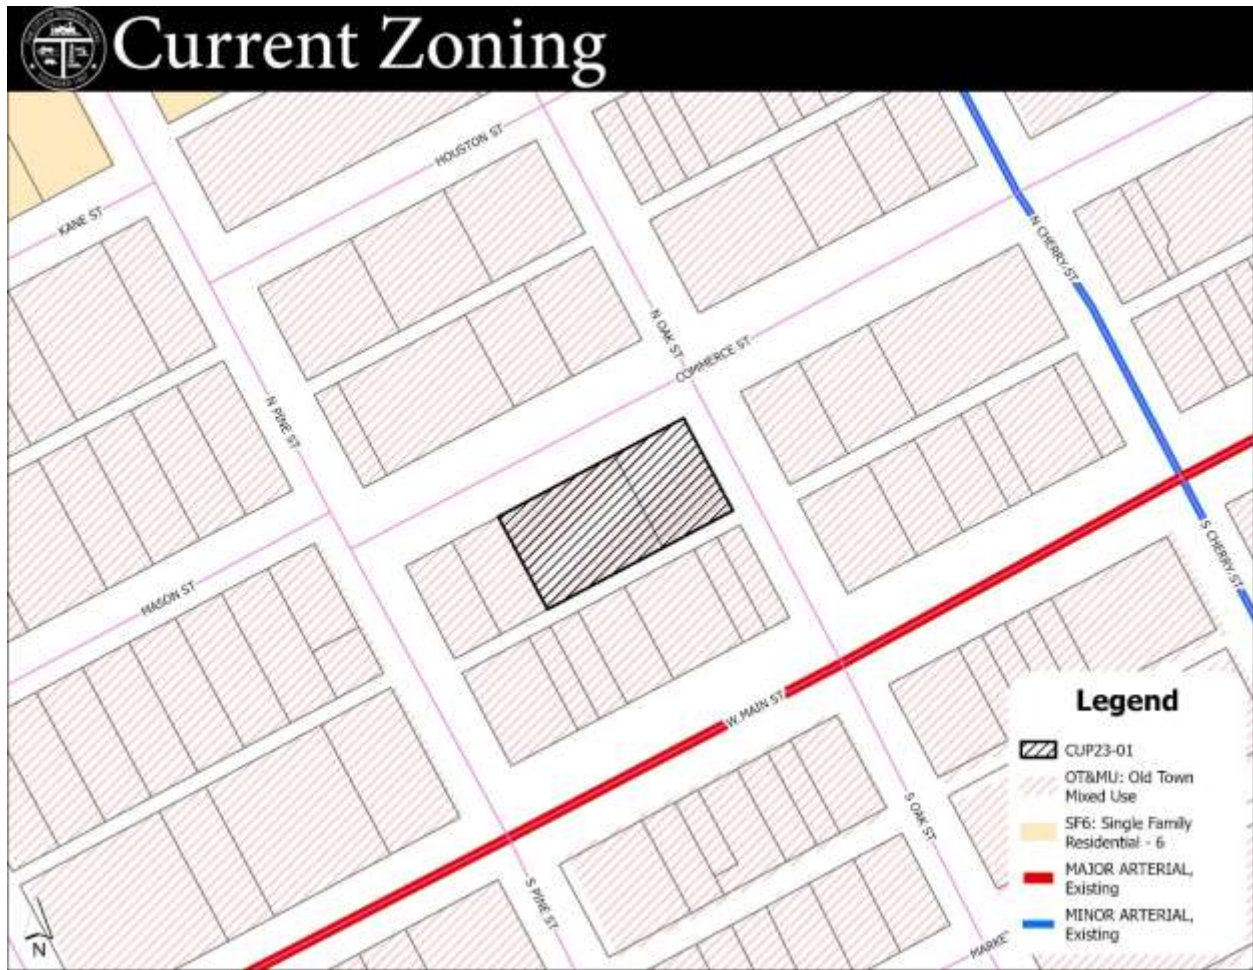 Current Zoning
HOUSTON ST
KANE ST
N CHERRY ST
N OAK ST
COMMERCE ST
N PINE ST
MASON ST
S CHERRY ST
W MAIN ST
S OAK ST
S PINE ST
N
Legend
CUP23-01
OT&MU: Old Town
Mixed Use
SF6: Single Family
Residential - 6
MAJOR ARTERIAL,
Existing
MINOR ARTERIAL,
Existing
MARKE